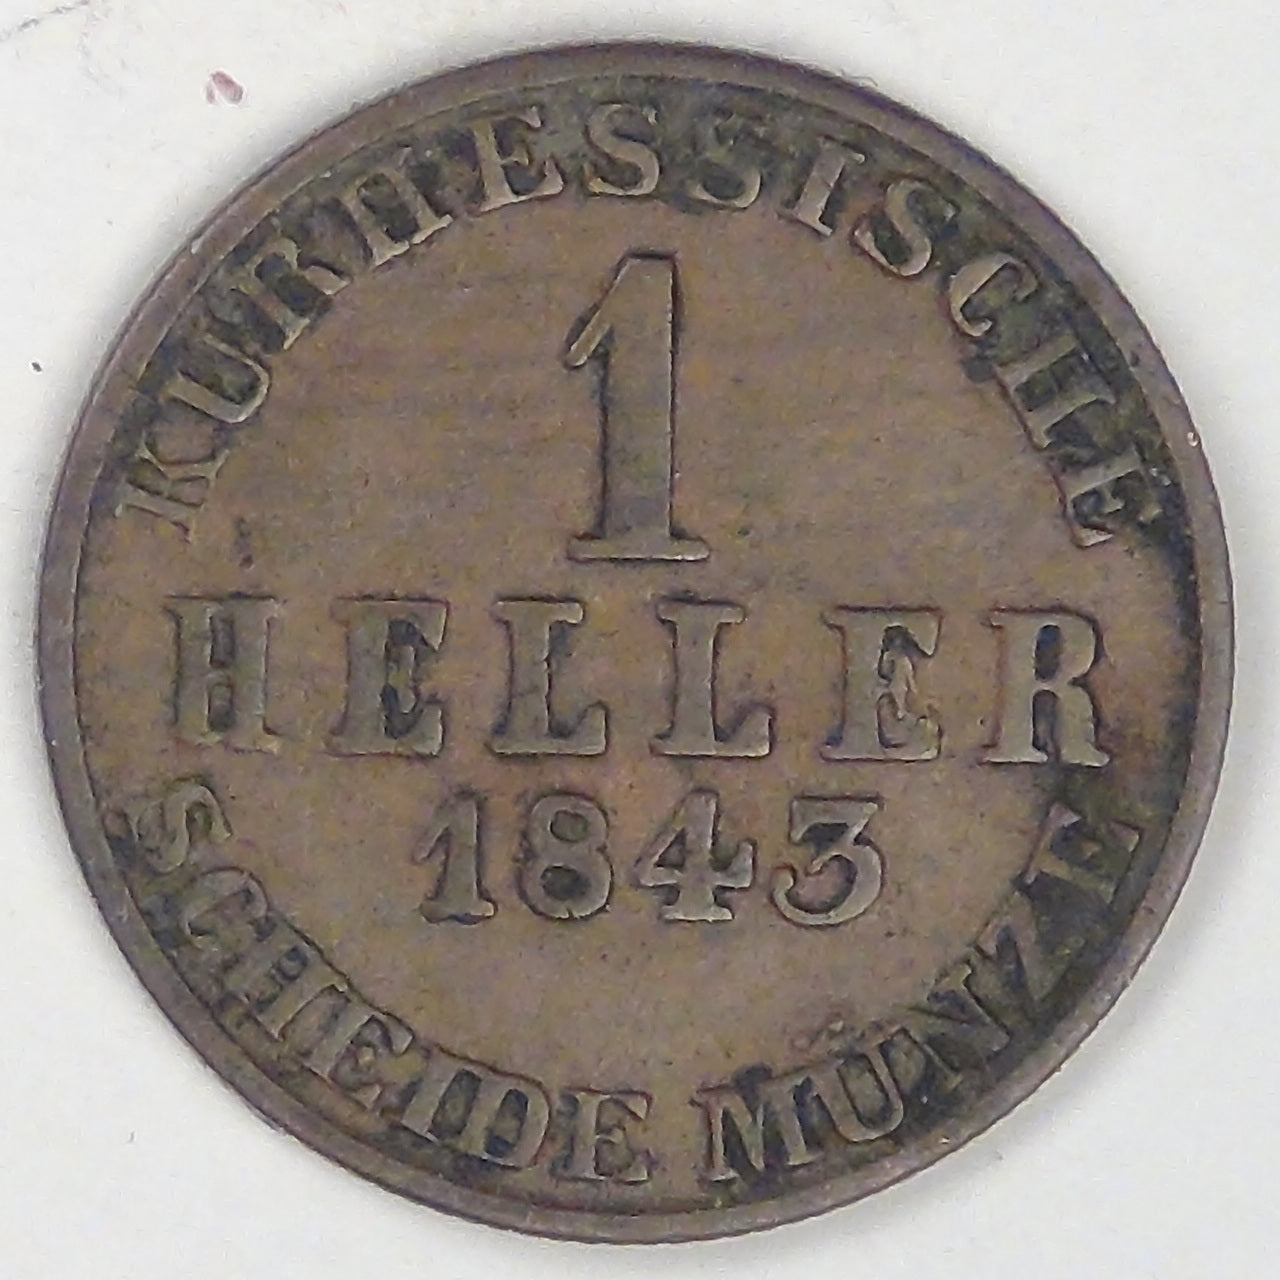 KURHESSISCHE
1
HELLER
1843
SCHEIDE MÜNZE